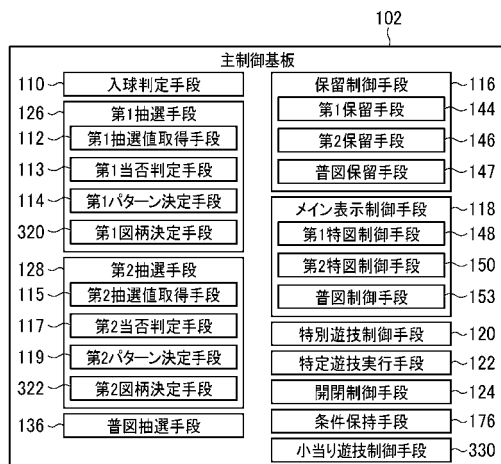 102
主制御基板
110 入球判定手段
126 第1抽選手段
112 第1抽選値取得手段
113 第1当否判定手段
114 第1パターン決定手段
320 第1図柄決定手段
128 第2抽選手段
115 第2抽選値取得手段
117 第2当否判定手段
119 第2パターン決定手段
322 第2図柄決定手段
136 普図抽選手段
保留制御手段 116
第1保留手段 144
第2保留手段 146
普図保留手段 147
メイン表示制御手段 118
第1特図制御手段 148
第2特図制御手段 150
普図制御手段 153
特別遊技制御手段 120
特定遊技実行手段 122
開閉制御手段 124
条件保持手段 176
小当り遊技制御手段 330